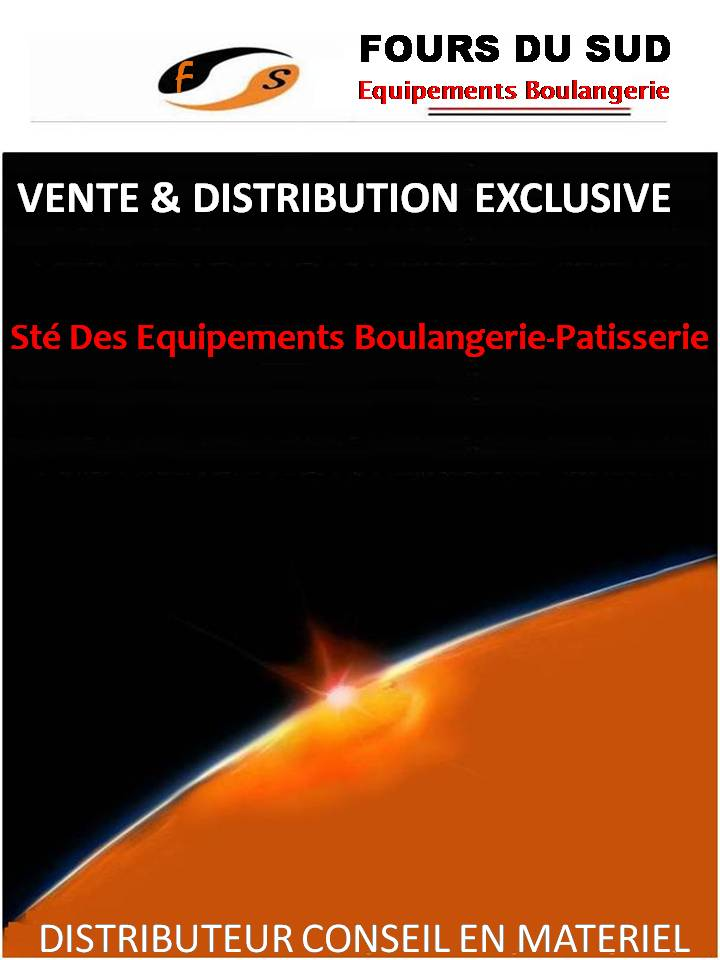 F S
FOURS DU SUD
Equipements Boulangerie
VENTE & DISTRIBUTION EXCLUSIVE
Sté Des Equipements Boulangerie-Patisserie
DISTRIBUTEUR CONSEIL EN MATERIEL